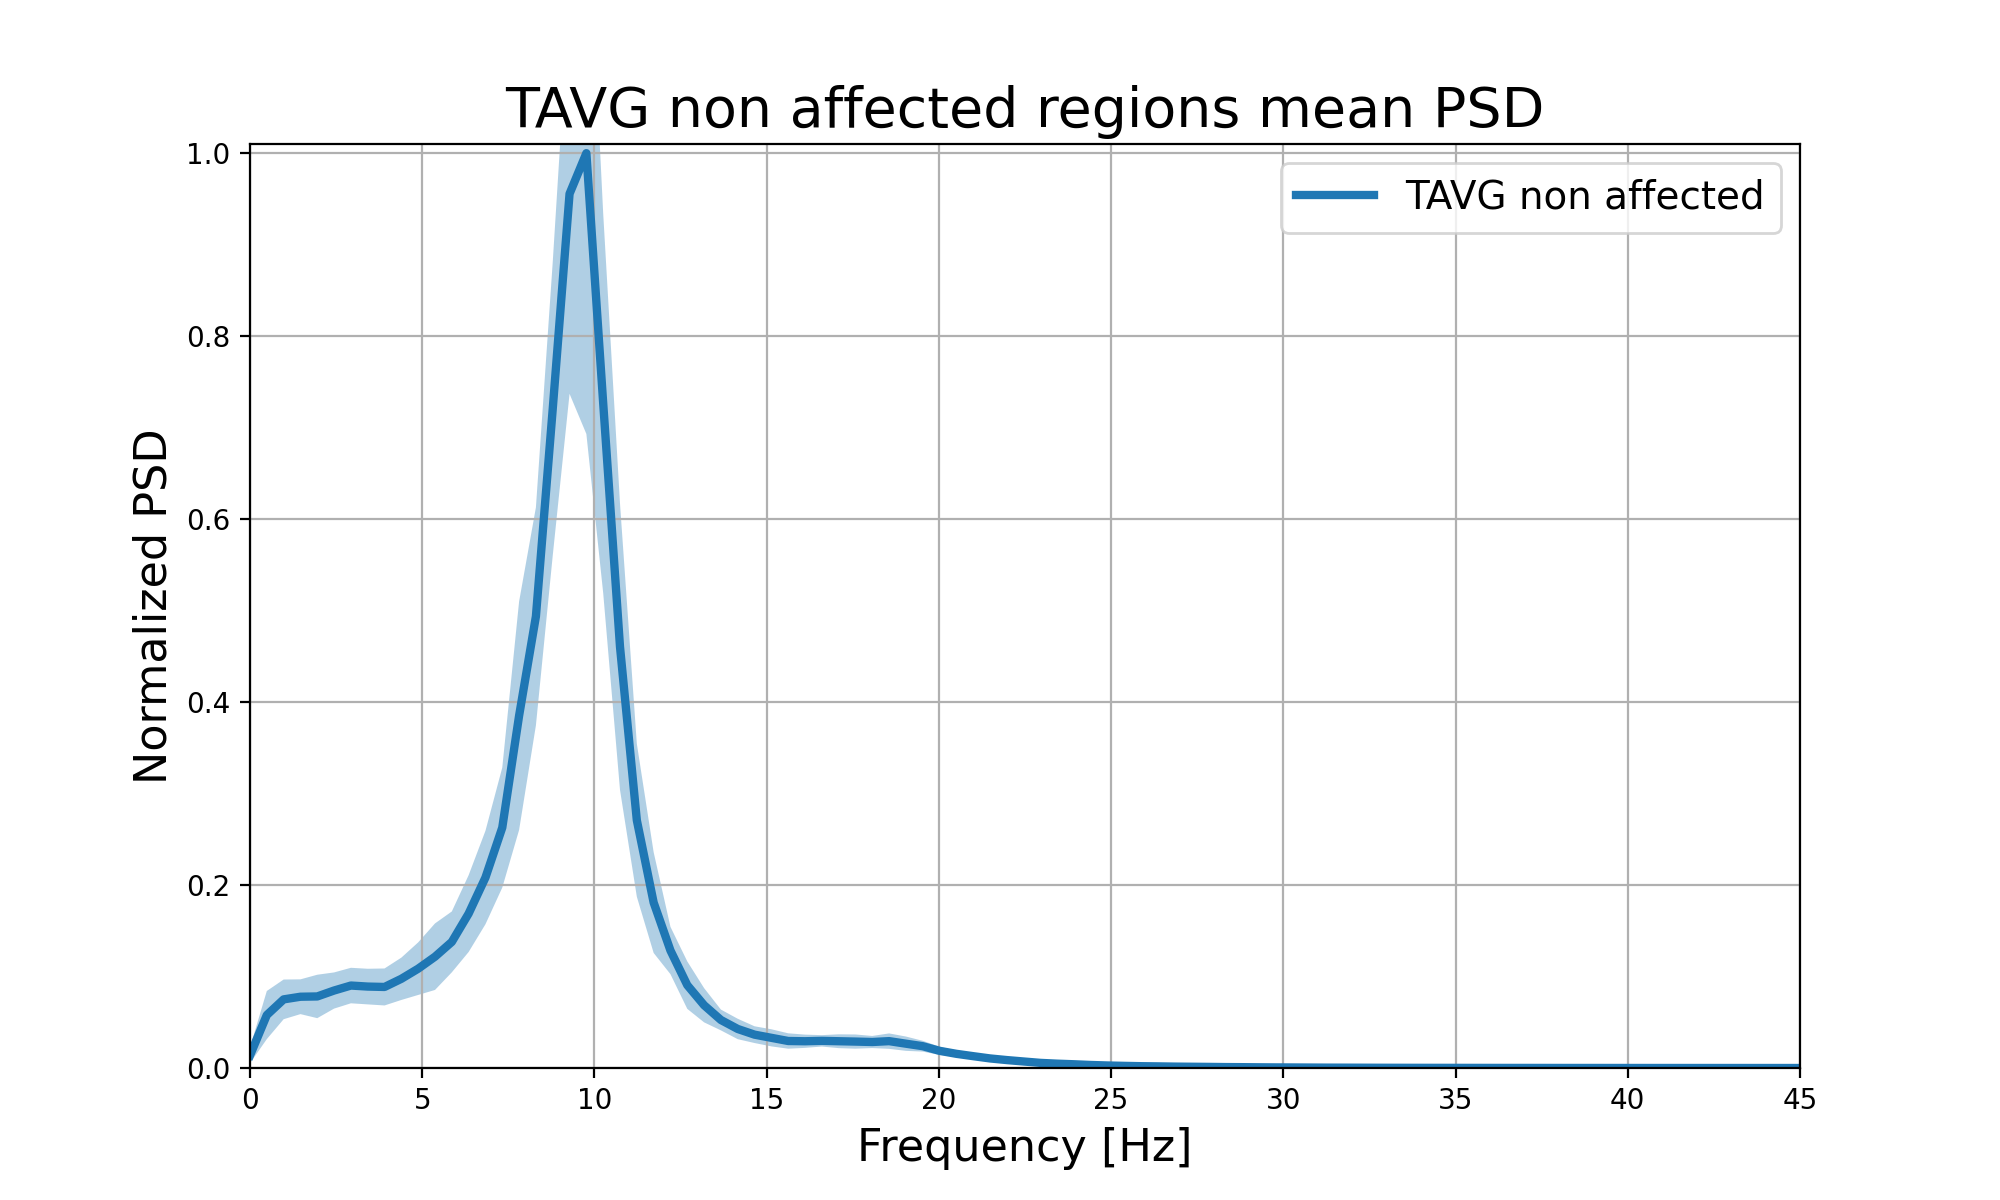 TAVG non affected regions mean PSD
TAVG non affected
1.0
0.8
0.6
0.4
0.2
0.0
Normalized PSD
0 5 10 15 20 25 30 35 40 45
Frequency [Hz]